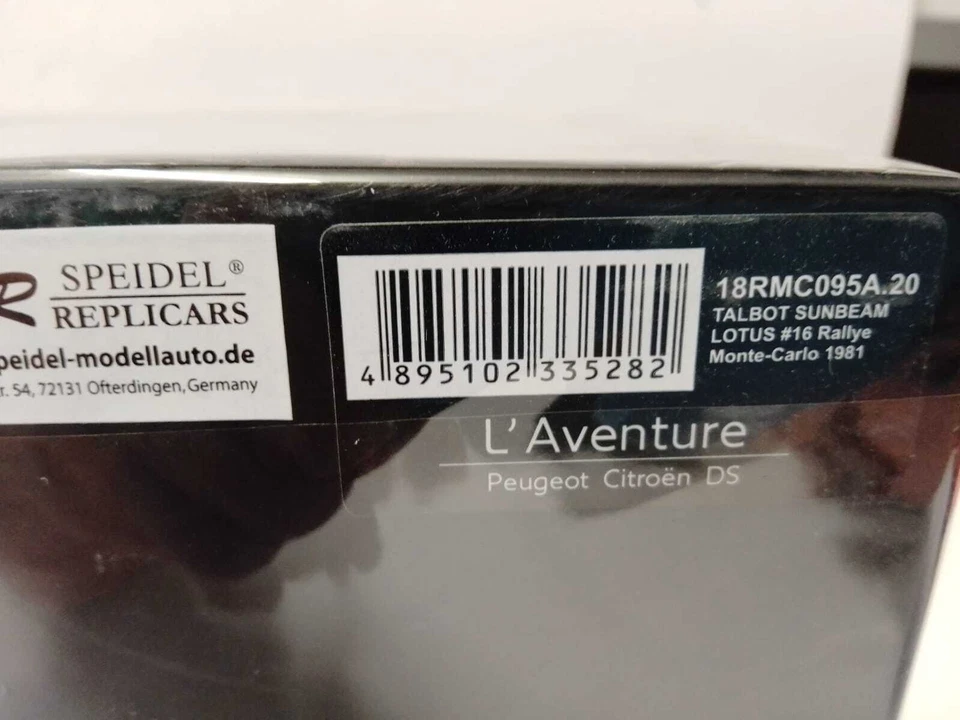 R SPEIDEL®
REPLICARS
peidel-modellauto.de
r. 54, 72131 Ofterdingen, Germany
4 895102 335282
18RMC095A.20
TALBOT SUNBEAM
LOTUS #16 Rallye
Monte-Carlo 1981
L'Aventure
Peugeot Citroën DS